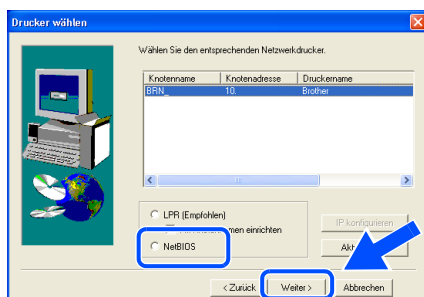 Drucker wählen
Wählen Sie den entsprechenden Netzwerkdrucker.
Knotenname Knotenadresse Druckername
BRN_ 10. Brother
LPR (Empfohlen)
einrichten
NetBIOS
IP konfigurieren
< Zurück Weiter > Abbrechen